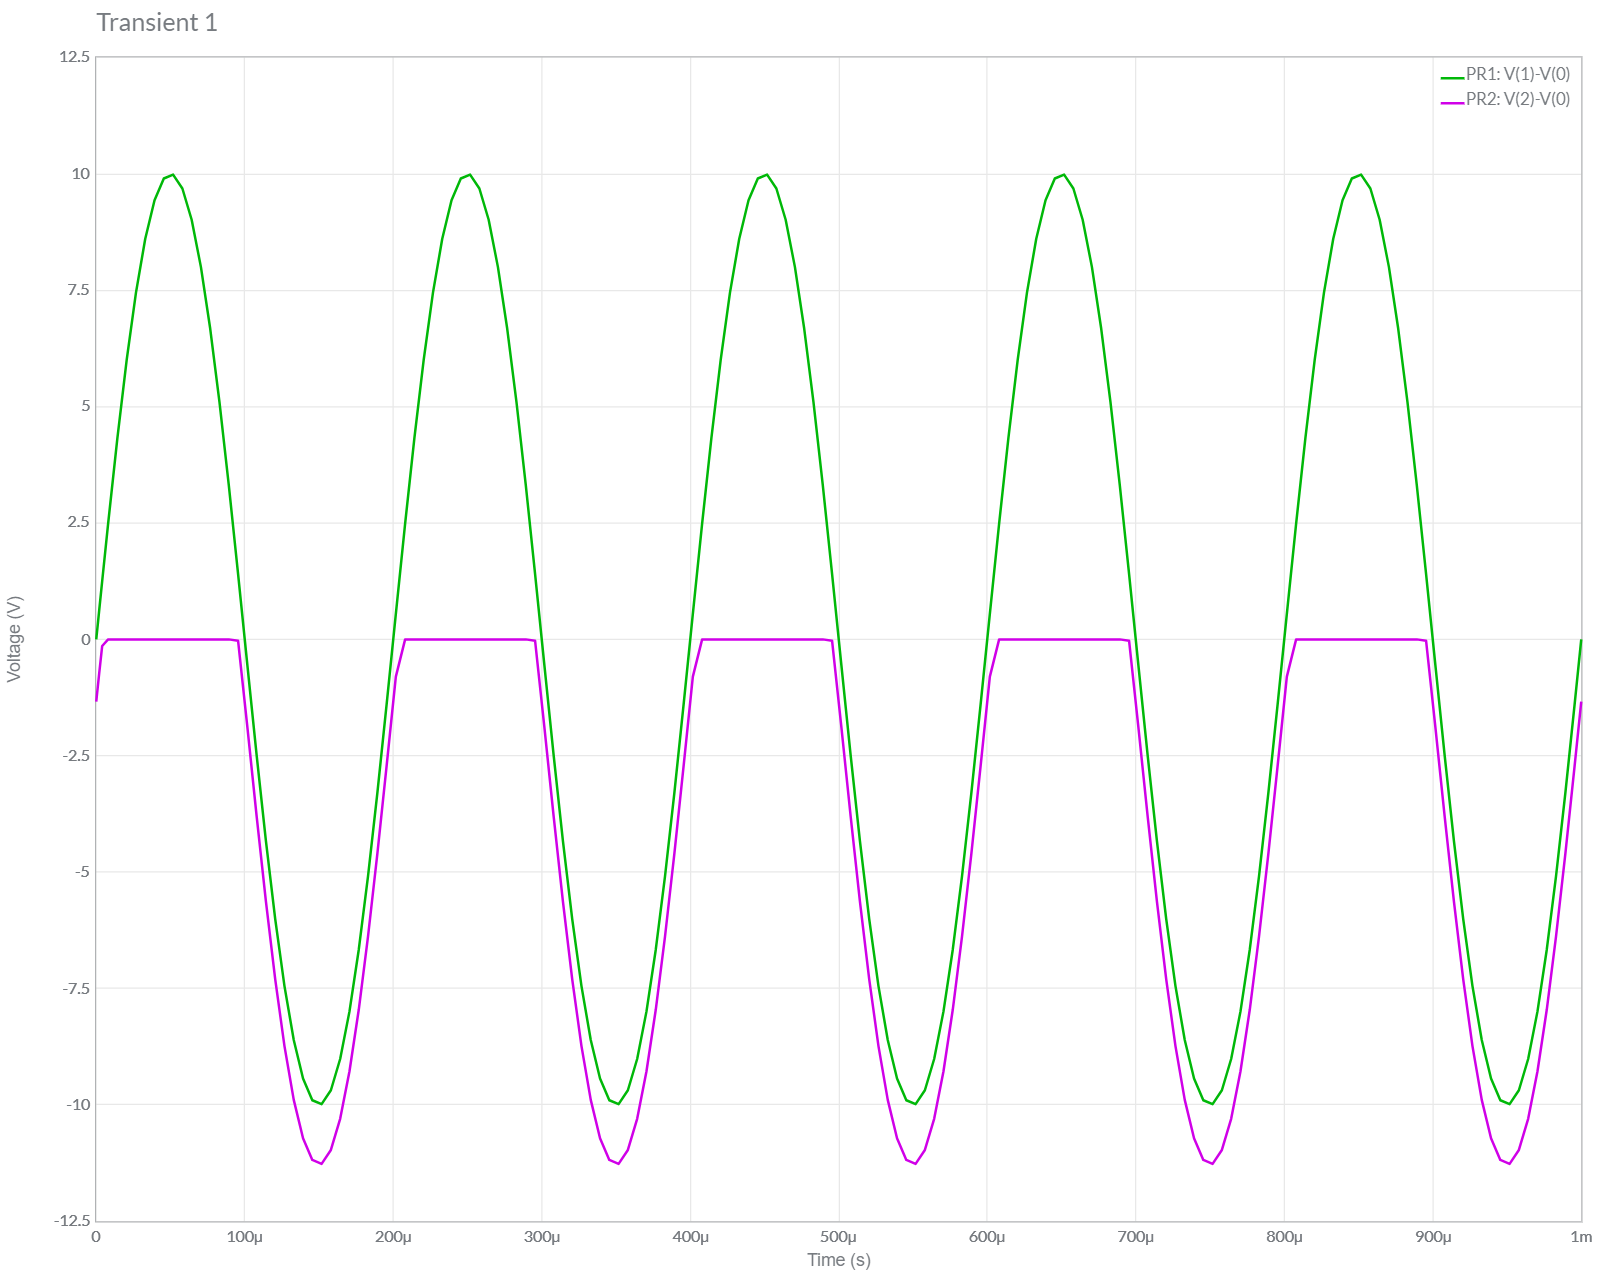 Transient 1
12.5
10
7.5
5
2.5
0
-2.5
-5
-7.5
-10
-12.5
Voltage (V)
PR1: V(1)-V(0)
PR2: V(2)-V(0)
0 100µ 200µ 300µ 400µ 500µ 600µ 700µ 800µ 900µ 1m
Time (s)